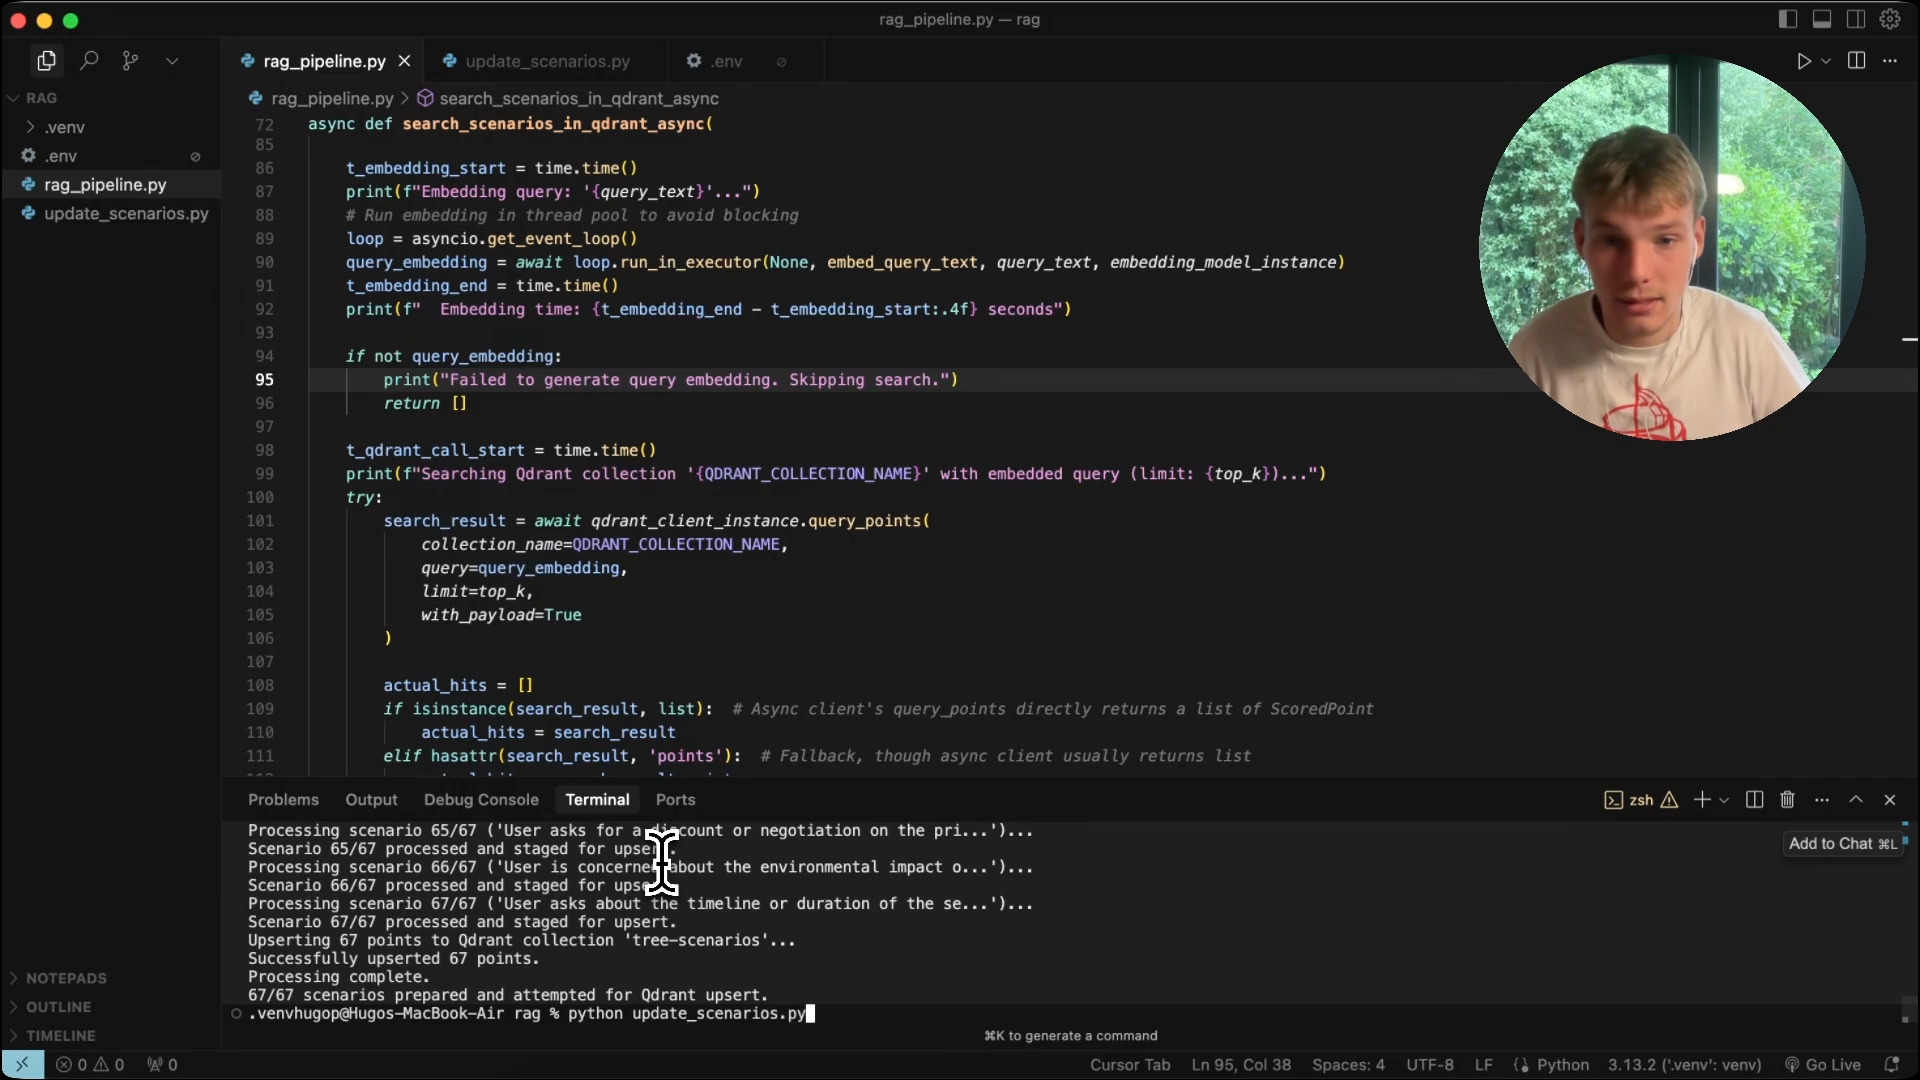 rag_pipeline.py — rag
rag_pipeline.py
update_scenarios.py
.env
RAG
.venv
.env
rag_pipeline.py
update_scenarios.py
NOTEPADS
OUTLINE
TIMELINE
rag_pipeline.py > search_scenarios_in_qdrant_async
72 async def search_scenarios_in_qdrant_async(
85
86 t_embedding_start = time.time()
87 print(f"Embedding query: '{query_text}'...")
88 # Run embedding in thread pool to avoid blocking
89 loop = asyncio.get_event_loop()
90 query_embedding = await loop.run_in_executor(None, embed_query_text, query_text, embedding_model_instance)
91 t_embedding_end = time.time()
92 print(f"  Embedding time: {t_embedding_end - t_embedding_start:.4f} seconds")
93
94 if not query_embedding:
95 print("Failed to generate query embedding. Skipping search.")
96 return []
97
98 t_qdrant_call_start = time.time()
99 print(f"Searching Qdrant collection '{QDRANT_COLLECTION_NAME}' with embedded query (limit: {top_k})...")
100 try:
101 search_result = await qdrant_client_instance.query_points(
102 collection_name=QDRANT_COLLECTION_NAME,
103 query=query_embedding,
104 limit=top_k,
105 with_payload=True
106 )
107
108 actual_hits = []
109 if isinstance(search_result, list):  # Async client's query_points directly returns a list of ScoredPoint
110 actual_hits = search_result
111 elif hasattr(search_result, 'points'):  # Fallback, though async client usually returns list
Problems Output Debug Console Terminal Ports
zsh
Add to Chat ⌘L
Processing scenario 65/67 ('User asks for a discount or negotiation on the pri...')...
Scenario 65/67 processed and staged for upsert.
Processing scenario 66/67 ('User is concerned about the environmental impact o...')...
Scenario 66/67 processed and staged for upsert.
Processing scenario 67/67 ('User asks about the timeline or duration of the se...')...
Scenario 67/67 processed and staged for upsert.
Upserting 67 points to Qdrant collection 'tree-scenarios'...
Successfully upserted 67 points.
Processing complete.
67/67 scenarios prepared and attempted for Qdrant upsert.
.venvhugop@Hugos-MacBook-Air rag % python update_scenarios.py
⌘K to generate a command
0 0 0 Cursor Tab Ln 95, Col 38 Spaces: 4 UTF-8 LF {} Python 3.13.2 ('.venv': venv) Go Live